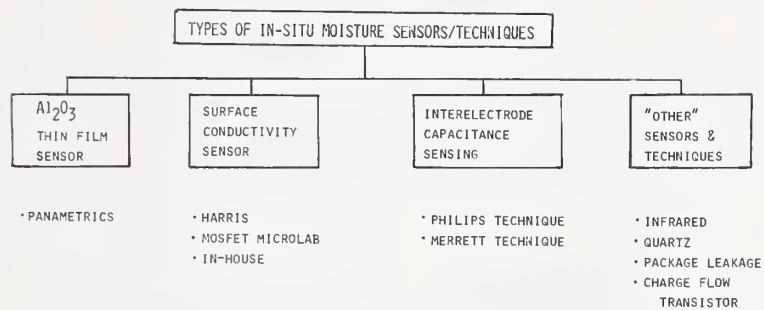 TYPES OF IN-SITU MOISTURE SENSORS/TECHNIQUES
Al2O3
THIN FILM
SENSOR
SURFACE
CONDUCTIVITY
SENSOR
INTERELECTRODE
CAPACITANCE
SENSING
"OTHER"
SENSORS &
TECHNIQUES
• PANAMETRICS
• HARRIS
• MOSFET MICROLAB
• IN-HOUSE
• PHILIPS TECHNIQUE
• MERRETT TECHNIQUE
• INFRARED
• QUARTZ
• PACKAGE LEAKAGE
• CHARGE FLOW
TRANSISTOR